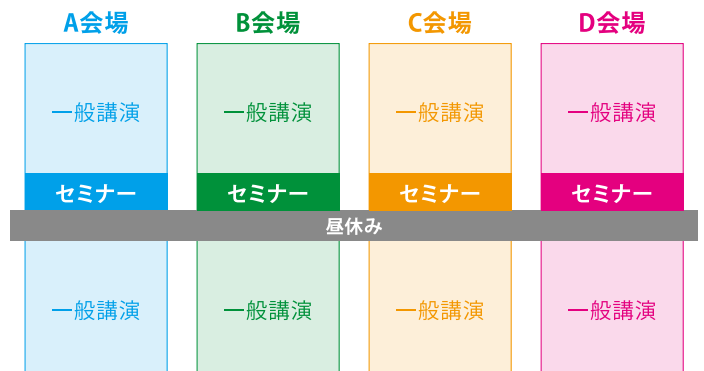 A会場 B会場 C会場 D会場
一般講演 一般講演 一般講演 一般講演
セミナー セミナー セミナー セミナー
昼休み
一般講演 一般講演 一般講演 一般講演